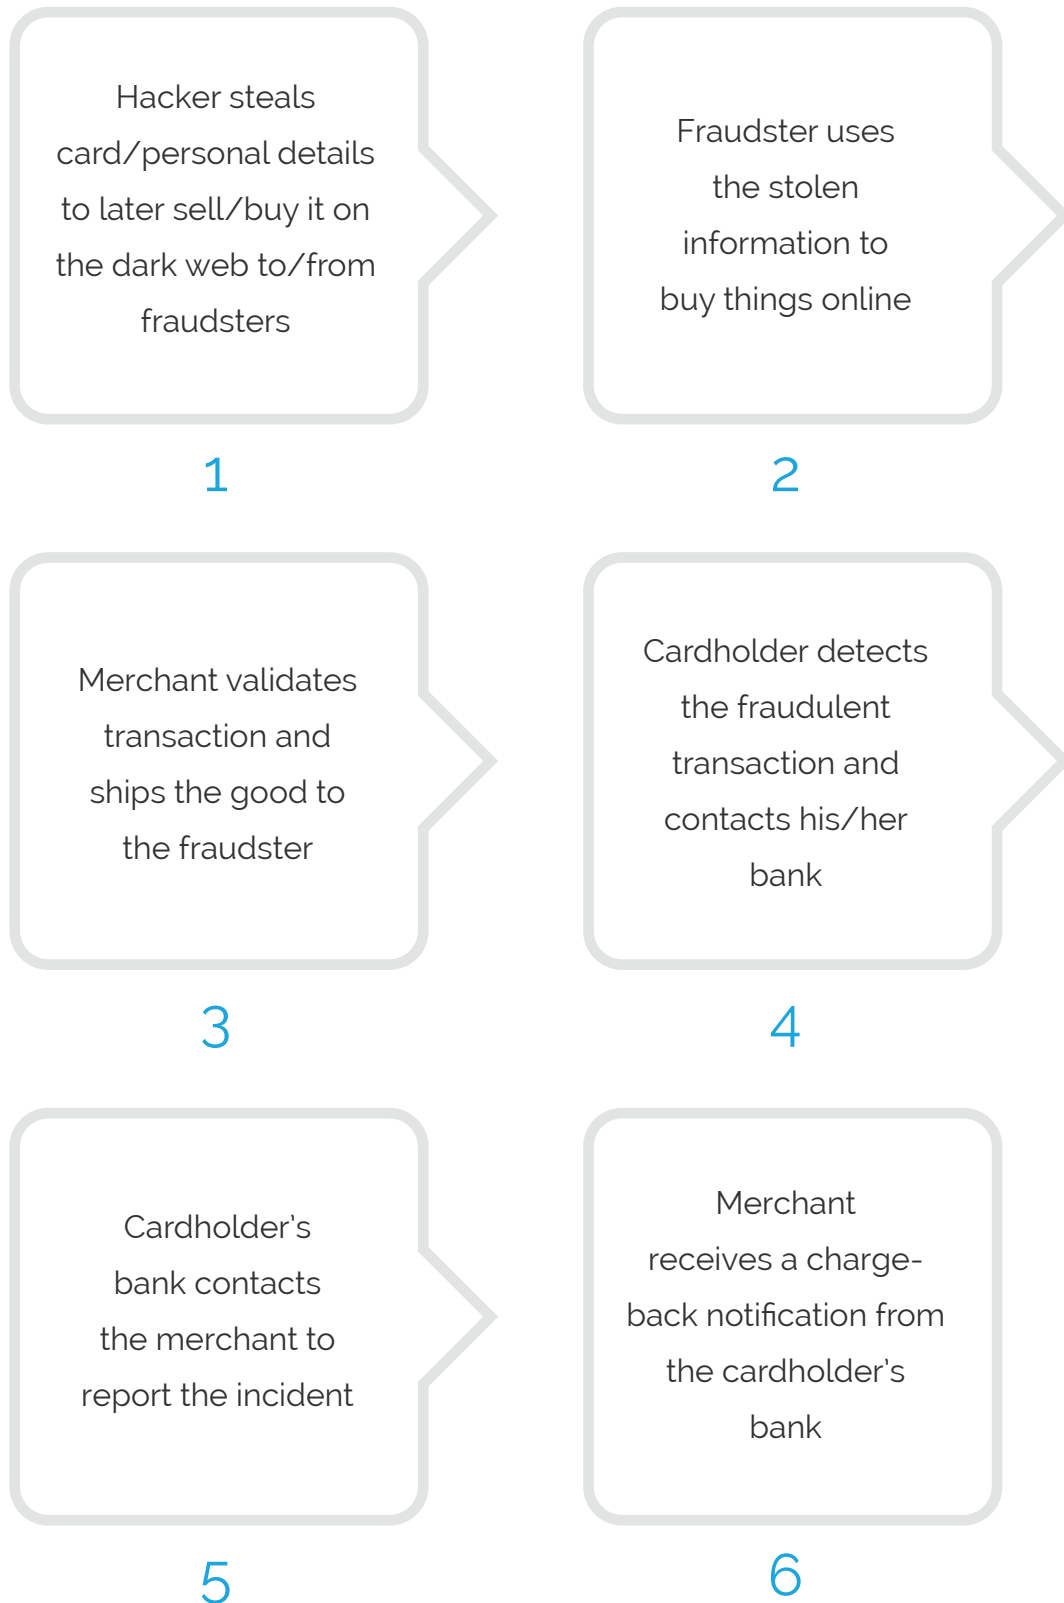 Hacker steals
card/personal details
to later sell/buy it on
the dark web to/from
fraudsters
1
Fraudster uses
the stolen
information to
buy things online
2
Merchant validates
transaction and
ships the good to
the fraudster
3
Cardholder detects
the fraudulent
transaction and
contacts his/her
bank
4
Cardholder’s
bank contacts
the merchant to
report the incident
5
Merchant
receives a charge-
back notification from
the cardholder’s
bank
6